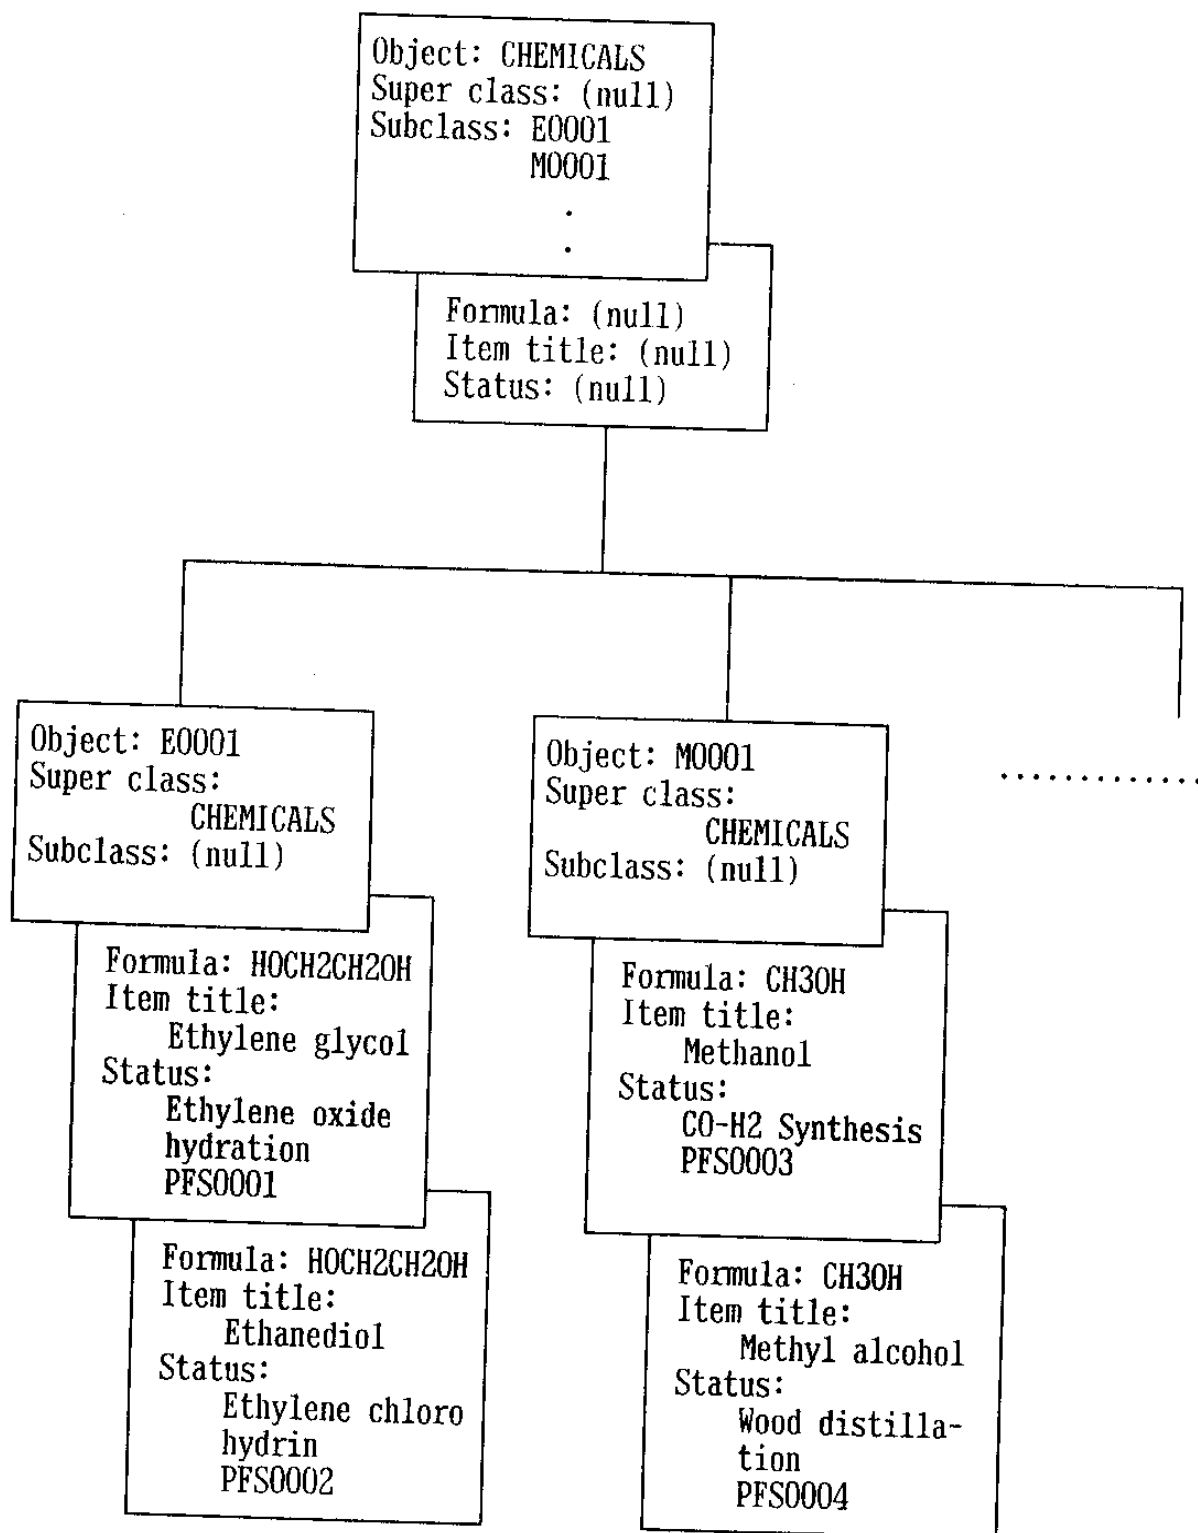 Object: CHEMICALS
Super class: (null)
Subclass: E0001
M0001
.
.
Formula: (null)
Item title: (null)
Status: (null)
Object: E0001
Super class:
CHEMICALS
Subclass: (null)
Formula: HOCH2CH2OH
Item title:
Ethylene glycol
Status:
Ethylene oxide
hydration
PFS0001
Formula: HOCH2CH2OH
Item title:
Ethanediol
Status:
Ethylene chloro
hydrin
PFS0002
Object: M0001
Super class:
CHEMICALS
Subclass: (null)
Formula: CH3OH
Item title:
Methanol
Status:
CO-H2 Synthesis
PFS0003
Formula: CH3OH
Item title:
Methyl alcohol
Status:
Wood distilla-
tion
PFS0004
.............